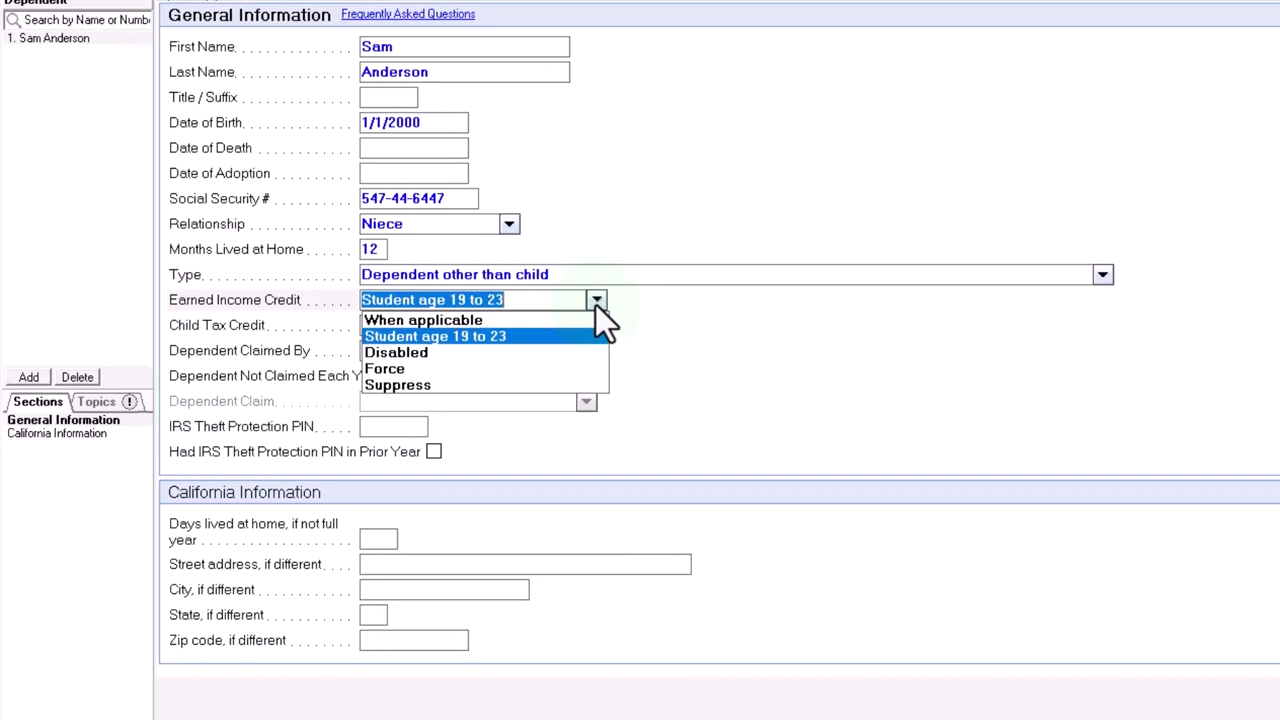 Dependent
Search by Name or Numb
1. Sam Anderson
General Information Frequently Asked Questions
First Name Sam
Last Name Anderson
Title / Suffix
Date of Birth 1/1/2000
Date of Death
Date of Adoption
Social Security # 547-44-6447
Relationship Niece
Months Lived at Home 12
Type Dependent other than child
Earned Income Credit Student age 19 to 23
When applicable
Child Tax Credit
Student age 19 to 23
Dependent Claimed By
Disabled
Force
Dependent Not Claimed Each Y
Suppress
Dependent Claim
IRS Theft Protection PIN
Had IRS Theft Protection PIN in Prior Year
Add Delete
Sections Topics
General Information
California Information
California Information
Days lived at home, if not full
year
Street address, if different
City, if different
State, if different
Zip code, if different